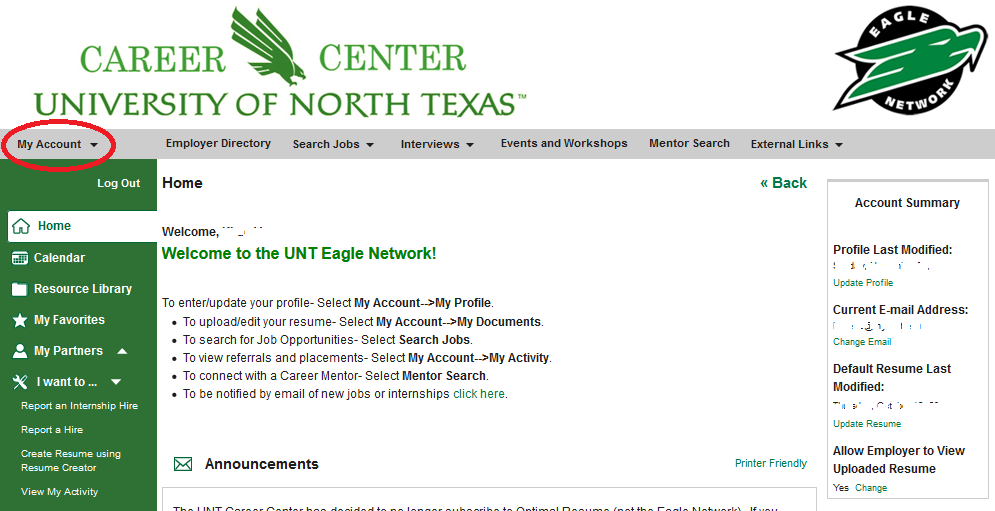 CAREER CENTER
UNIVERSITY OF NORTH TEXAS™
EAGLE
NETWORK
My Account
Employer Directory
Search Jobs
Interviews
Events and Workshops
Mentor Search
External Links
Log Out
Home
Calendar
Resource Library
My Favorites
My Partners
I want to ...
Report an Internship Hire
Report a Hire
Create Resume using
Resume Creator
View My Activity
Home
« Back
Welcome,
Welcome to the UNT Eagle Network!
To enter/update your profile- Select My Account-->My Profile.
• To upload/edit your resume- Select My Account-->My Documents.
• To search for Job Opportunities- Select Search Jobs.
• To view referrals and placements- Select My Account-->My Activity.
• To connect with a Career Mentor- Select Mentor Search.
• To be notified by email of new jobs or internships click here.
Announcements
Printer Friendly
The UNT Career Center has decided to no longer subscribe to Optimal Resume (not the Eagle Network). If you
Account Summary
Profile Last Modified:
Update Profile
Current E-mail Address:
Change Email
Default Resume Last
Modified:
Update Resume
Allow Employer to View
Uploaded Resume
Yes Change